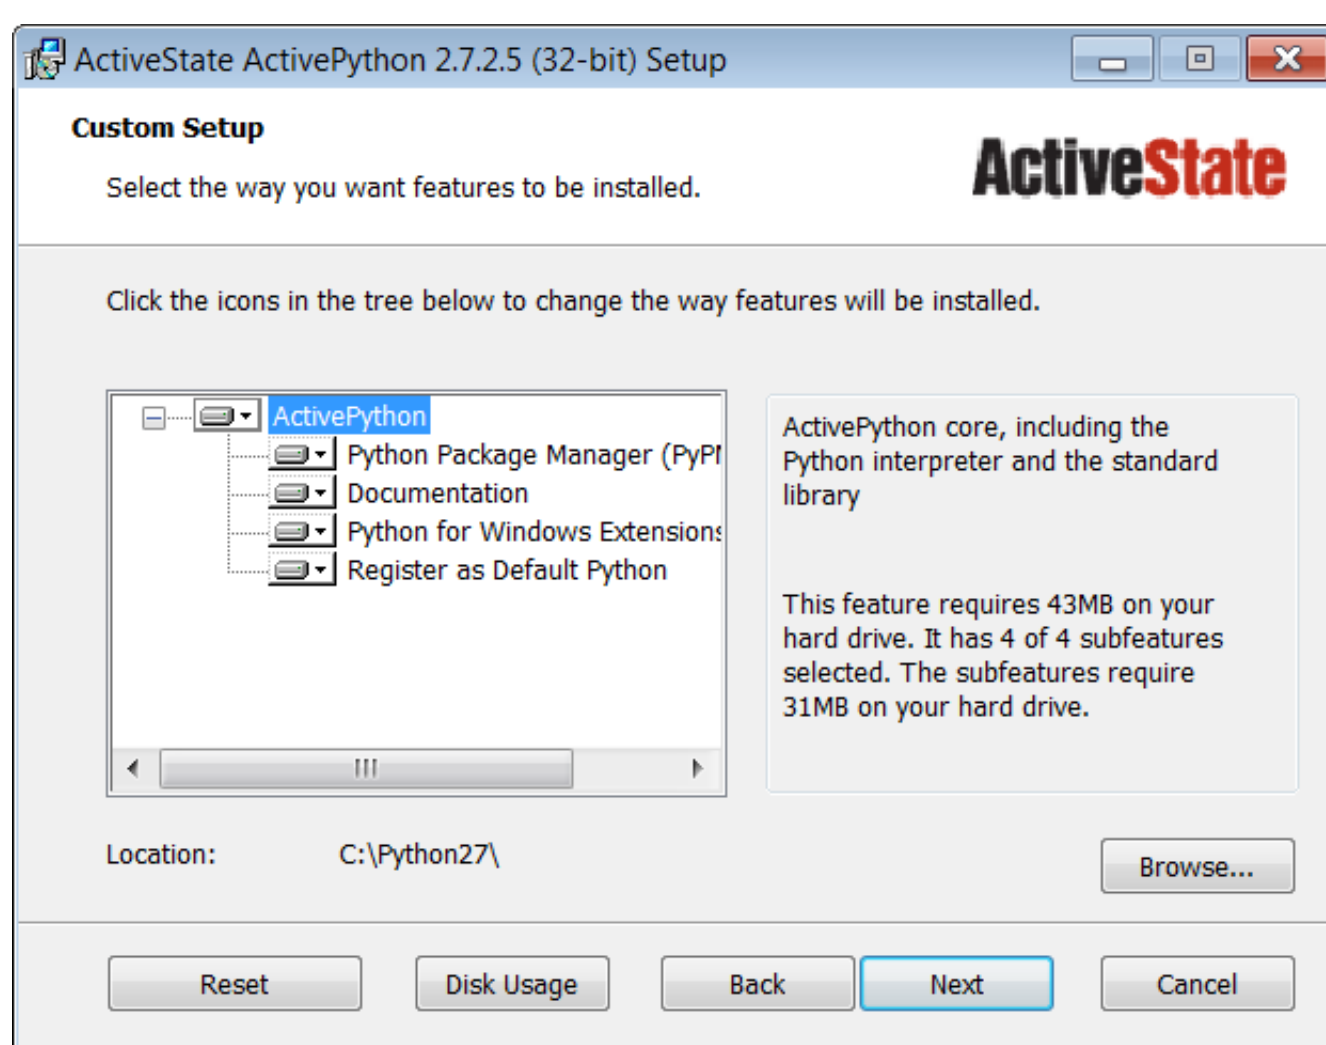 ActiveState ActivePython 2.7.2.5 (32-bit) Setup
Custom Setup
Select the way you want features to be installed.
ActiveState
Click the icons in the tree below to change the way features will be installed.
ActivePython
Python Package Manager (PyP
Documentation
Python for Windows Extensions
Register as Default Python
ActivePython core, including the
Python interpreter and the standard
library
This feature requires 43MB on your
hard drive. It has 4 of 4 subfeatures
selected. The subfeatures require
31MB on your hard drive.
Location: C:\Python27\
Browse...
Reset Disk Usage Back Next Cancel